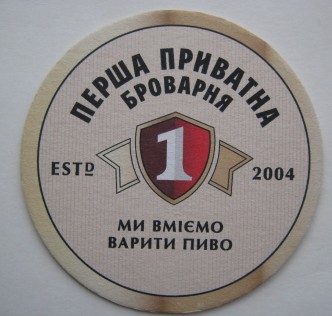 ПЕРША ПРИВАТНА
БРОВАРНЯ
ESTD 1 2004
МИ ВМІЄМО
ВАРИТИ ПИВО